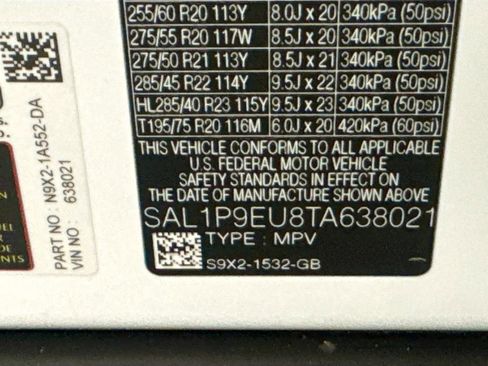 255/60 R20 113Y 8.0J x 20 340kPa (50psi)
275/55 R20 117W 8.5J x 20 340kPa (50psi)
275/50 R21 113Y 8.5J x 21 340kPa (50psi)
285/45 R22 114Y 9.5J x 22 340kPa (50psi)
HL285/40 R23 115Y 9.5J x 23 340kPa (50psi)
T195/75 R20 116M 6.0J x 20 420kPa (60psi)
THIS VEHICLE CONFORMS TO ALL APPLICABLE
U.S. FEDERAL MOTOR VEHICLE
SAFETY STANDARDS IN EFFECT ON
THE DATE OF MANUFACTURE SHOWN ABOVE
SAL1P9EU8TA638021
TYPE : MPV
S9X2-1532-GB
N9X2-1A552-DA
VIN NO : 638021